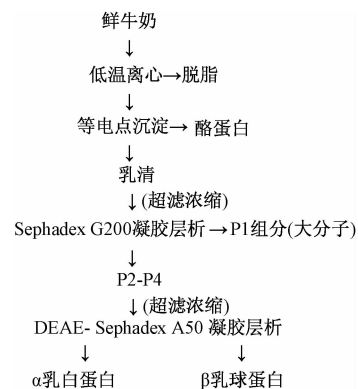 鲜牛奶
↓
低温离心→脱脂
↓
等电点沉淀→ 酪蛋白
↓
乳清
↓(超滤浓缩)
Sephadex G200凝胶层析→P1组分(大分子)
↓
P2-P4
↓(超滤浓缩)
DEAE- Sephadex A50 凝胶层析
↓ ↓
α乳白蛋白 β乳球蛋白